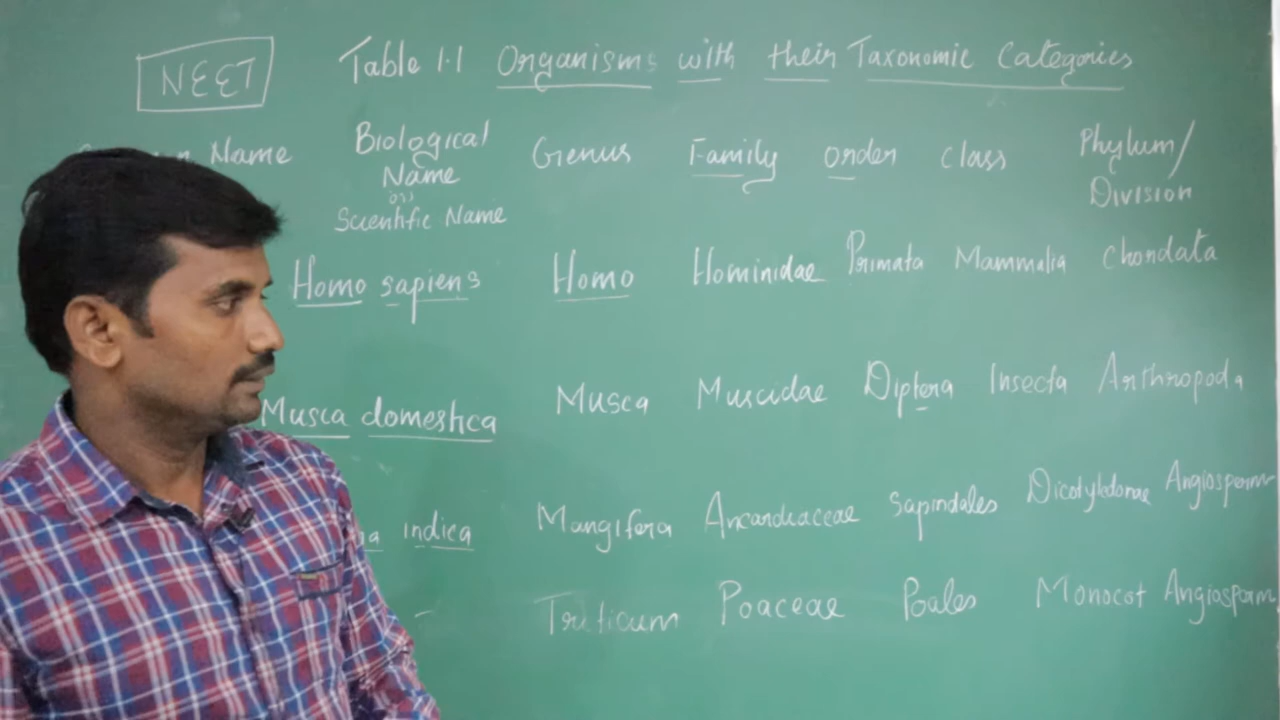 NEET Table 1.1 Organisms with their Taxonomic Categories
Name Biological Name or Scientific Name Genus Family order class Phylum/ Division
Homo sapiens Homo Hominidae Primata Mammalia Chordata
Musca domestica Musca Muscidae Diptera Insecta Arthropoda
indica Mangifera Sapindales Dicotyledonae Angiosperm
Triticum Poaceae Poales Monocot Angiosperm